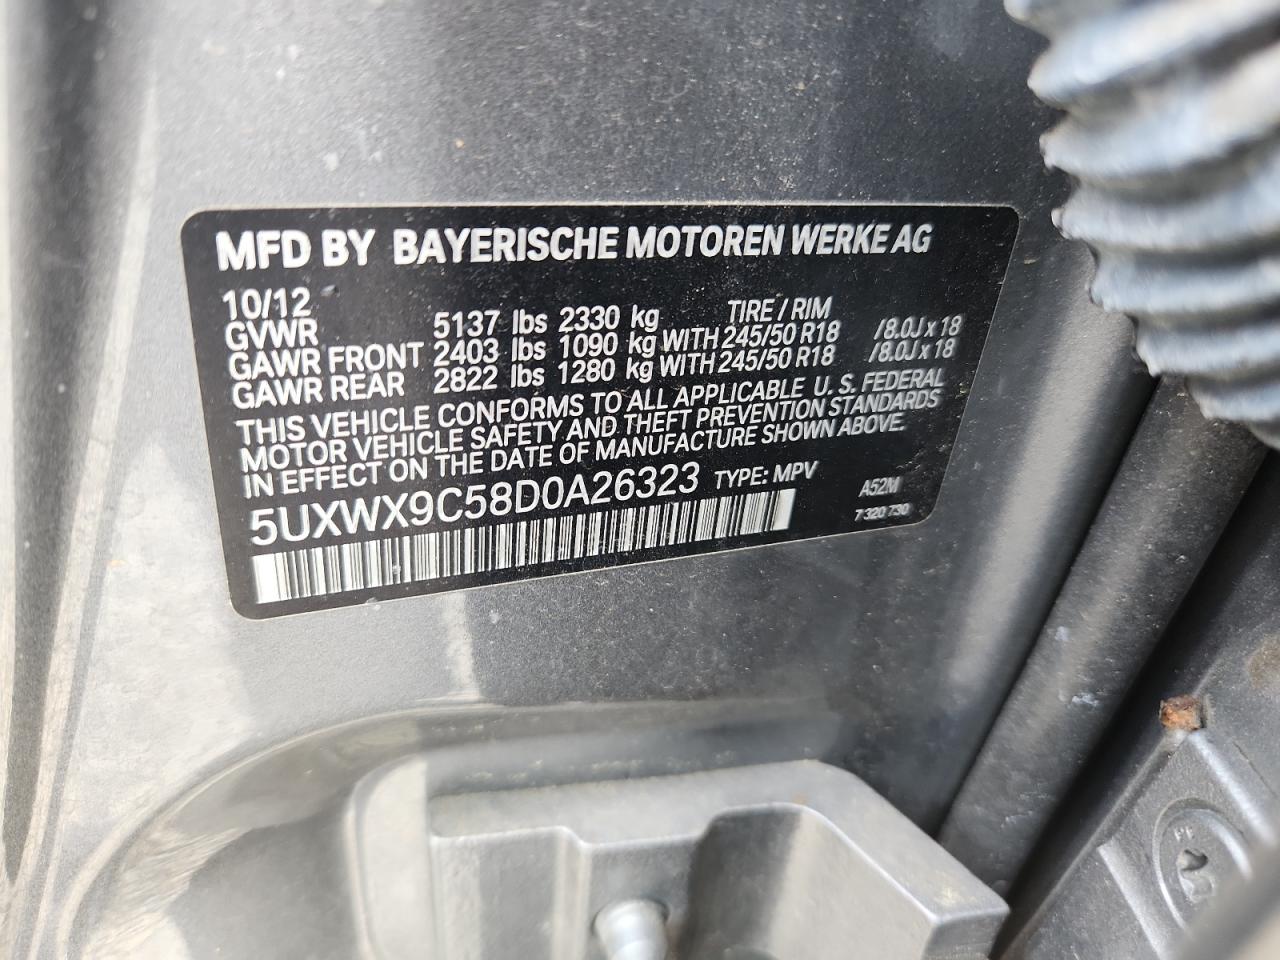 MFD BY BAYERISCHE MOTOREN WERKE AG
10/12 TIRE / RIM
GVWR 5137 lbs 2330 kg
GAWR FRONT 2403 lbs 1090 kg WITH 245/50 R18 /8.0J x 18
GAWR REAR 2822 lbs 1280 kg WITH 245/50 R18 /8.0J x 18
THIS VEHICLE CONFORMS TO ALL APPLICABLE U. S. FEDERAL
MOTOR VEHICLE SAFETY AND THEFT PREVENTION STANDARDS
IN EFFECT ON THE DATE OF MANUFACTURE SHOWN ABOVE.
5UXWX9C58D0A26323 TYPE: MPV A52M
7 320 730